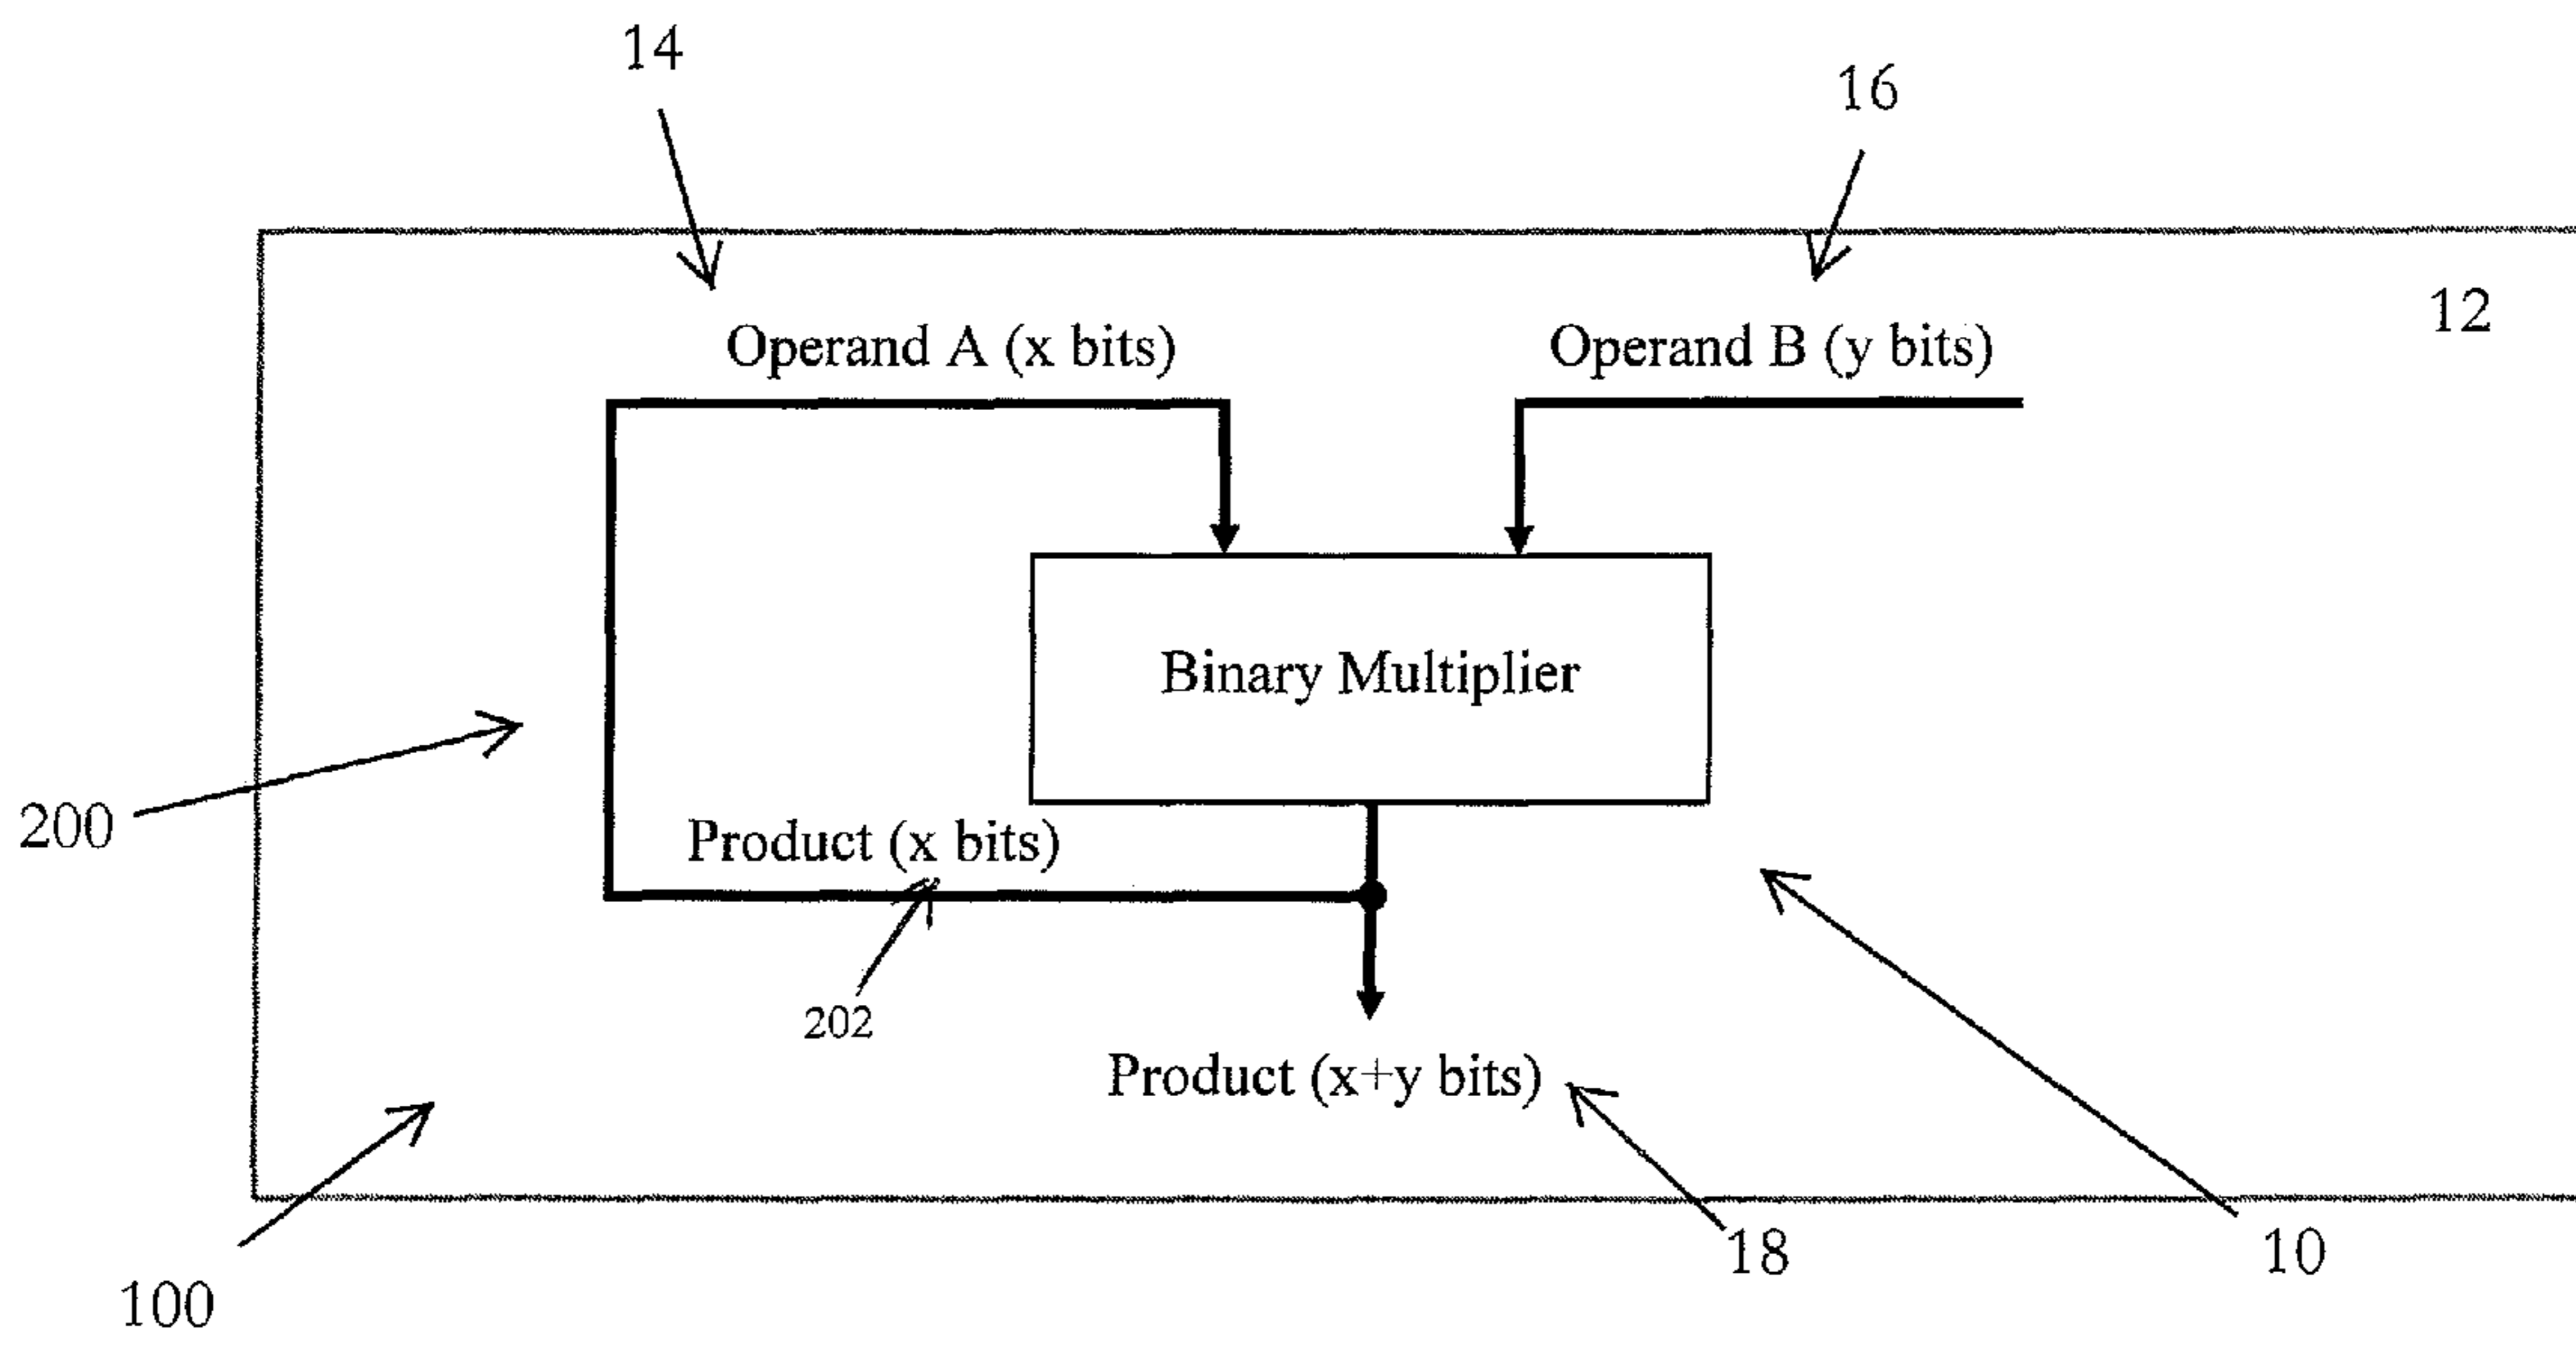 14
16
12
Operand A (x bits)
Operand B (y bits)
Binary Multiplier
200
Product (x bits)
202
Product (x+y bits)
18
10
100